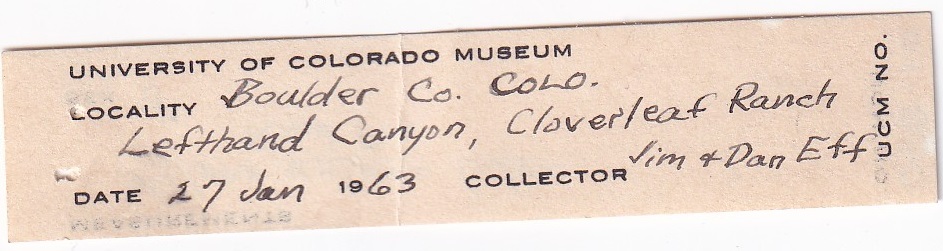 UNIVERSITY OF COLORADO MUSEUM
LOCALITY Boulder Co. COLO.
Lefthand Canyon, Cloverleaf Ranch
DATE 27 Jan 1963 COLLECTOR Jim + Dan Eff
UCM NO.
MEASUREMENTS